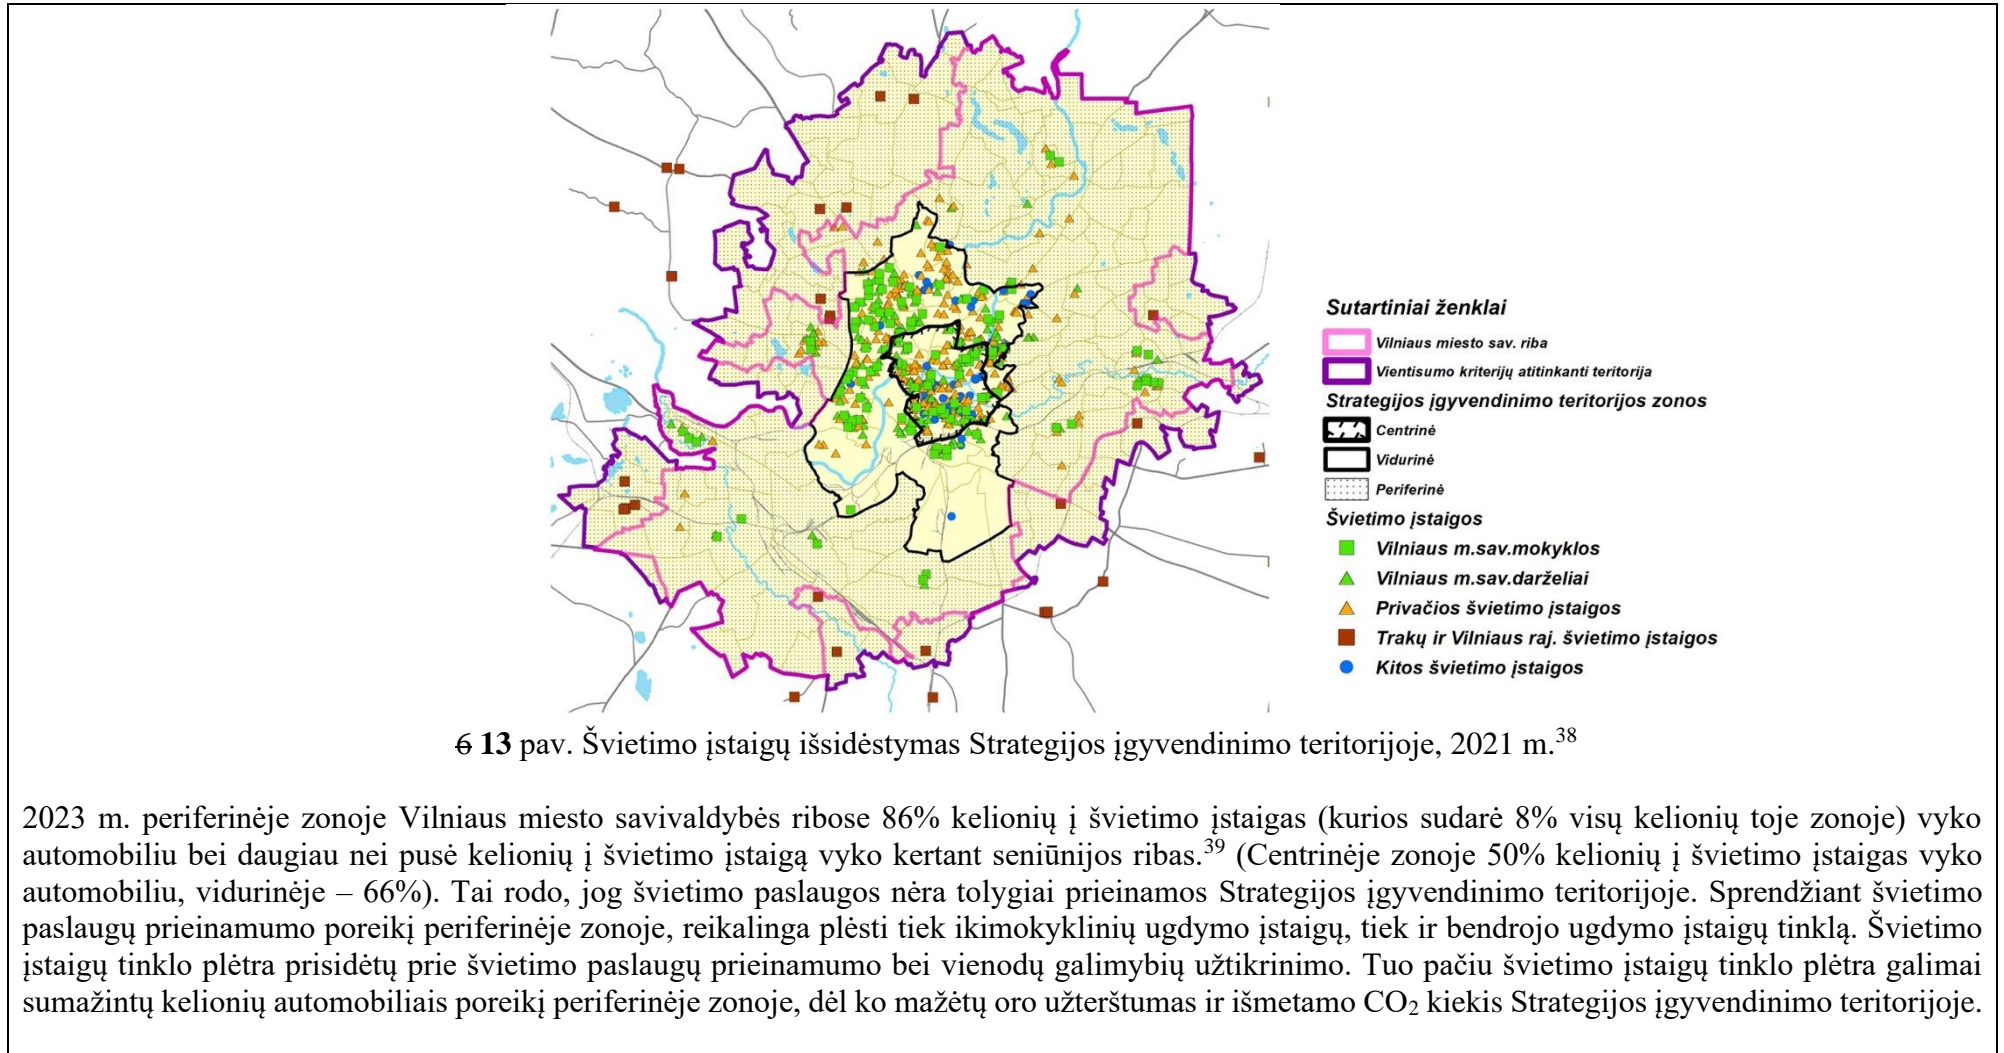 Sutartiniai ženklai
Vilniaus miesto sav. riba
Vientisumo kriterijų atitinkanti teritorija
Strategijos įgyvendinimo teritorijos zonos
Centrinė
Vidurinė
Periferinė
Švietimo įstaigos
Vilniaus m.sav.mokyklos
Vilniaus m.sav.darželiai
Privačios švietimo įstaigos
Trakų ir Vilniaus raj. švietimo įstaigos
Kitos švietimo įstaigos
6 13 pav. Švietimo įstaigų išsidėstymas Strategijos įgyvendinimo teritorijoje, 2021 m.38
2023 m. periferinėje zonoje Vilniaus miesto savivaldybės ribose 86% kelionių į švietimo įstaigas (kurios sudarė 8% visų kelionių toje zonoje) vyko
automobiliu bei daugiau nei pusė kelionių į švietimo įstaigą vyko kertant seniūnijos ribas.39 (Centrinėje zonoje 50% kelionių į švietimo įstaigas vyko
automobiliu, vidurinėje – 66%). Tai rodo, jog švietimo paslaugos nėra tolygiai prieinamos Strategijos įgyvendinimo teritorijoje. Sprendžiant švietimo
paslaugų prieinamumo poreikį periferinėje zonoje, reikalinga plėsti tiek ikimokyklinių ugdymo įstaigų, tiek ir bendrojo ugdymo įstaigų tinklą. Švietimo
įstaigų tinklo plėtra prisidėtų prie švietimo paslaugų prieinamumo bei vienodų galimybių užtikrinimo. Tuo pačiu švietimo įstaigų tinklo plėtra galimai
sumažintų kelionių automobiliais poreikį periferinėje zonoje, dėl ko mažėtų oro užterštumas ir išmetamo CO2 kiekis Strategijos įgyvendinimo teritorijoje.